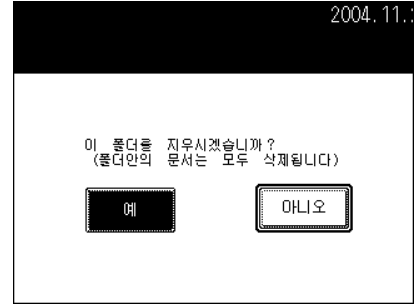 2004.11.
이 폴더를 지우시겠습니까?
(폴더안의 문서는 모두 삭제됩니다)
예
아니오